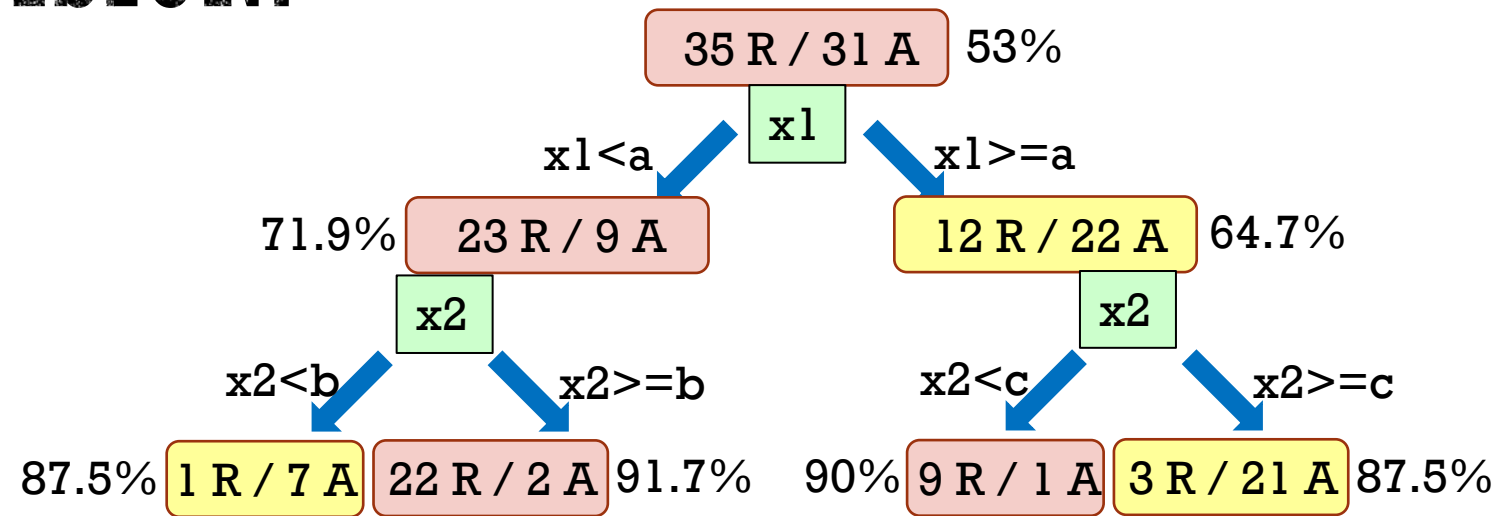 35 R / 31 A 53%
x1
x1<a x1>=a
71.9% 23 R / 9 A 12 R / 22 A 64.7%
x2 x2
x2<b x2>=b x2<c x2>=c
87.5% 1 R / 7 A 22 R / 2 A 91.7% 90% 9 R / 1 A 3 R / 21 A 87.5%